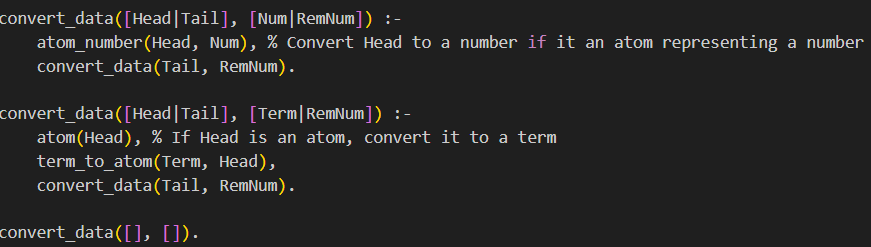 convert_data([Head|Tail], [Num|RemNum]) :-
    atom_number(Head, Num), % Convert Head to a number if it an atom representing a number
    convert_data(Tail, RemNum).

convert_data([Head|Tail], [Term|RemNum]) :-
    atom(Head), % If Head is an atom, convert it to a term
    term_to_atom(Term, Head),
    convert_data(Tail, RemNum).

convert_data([], []).